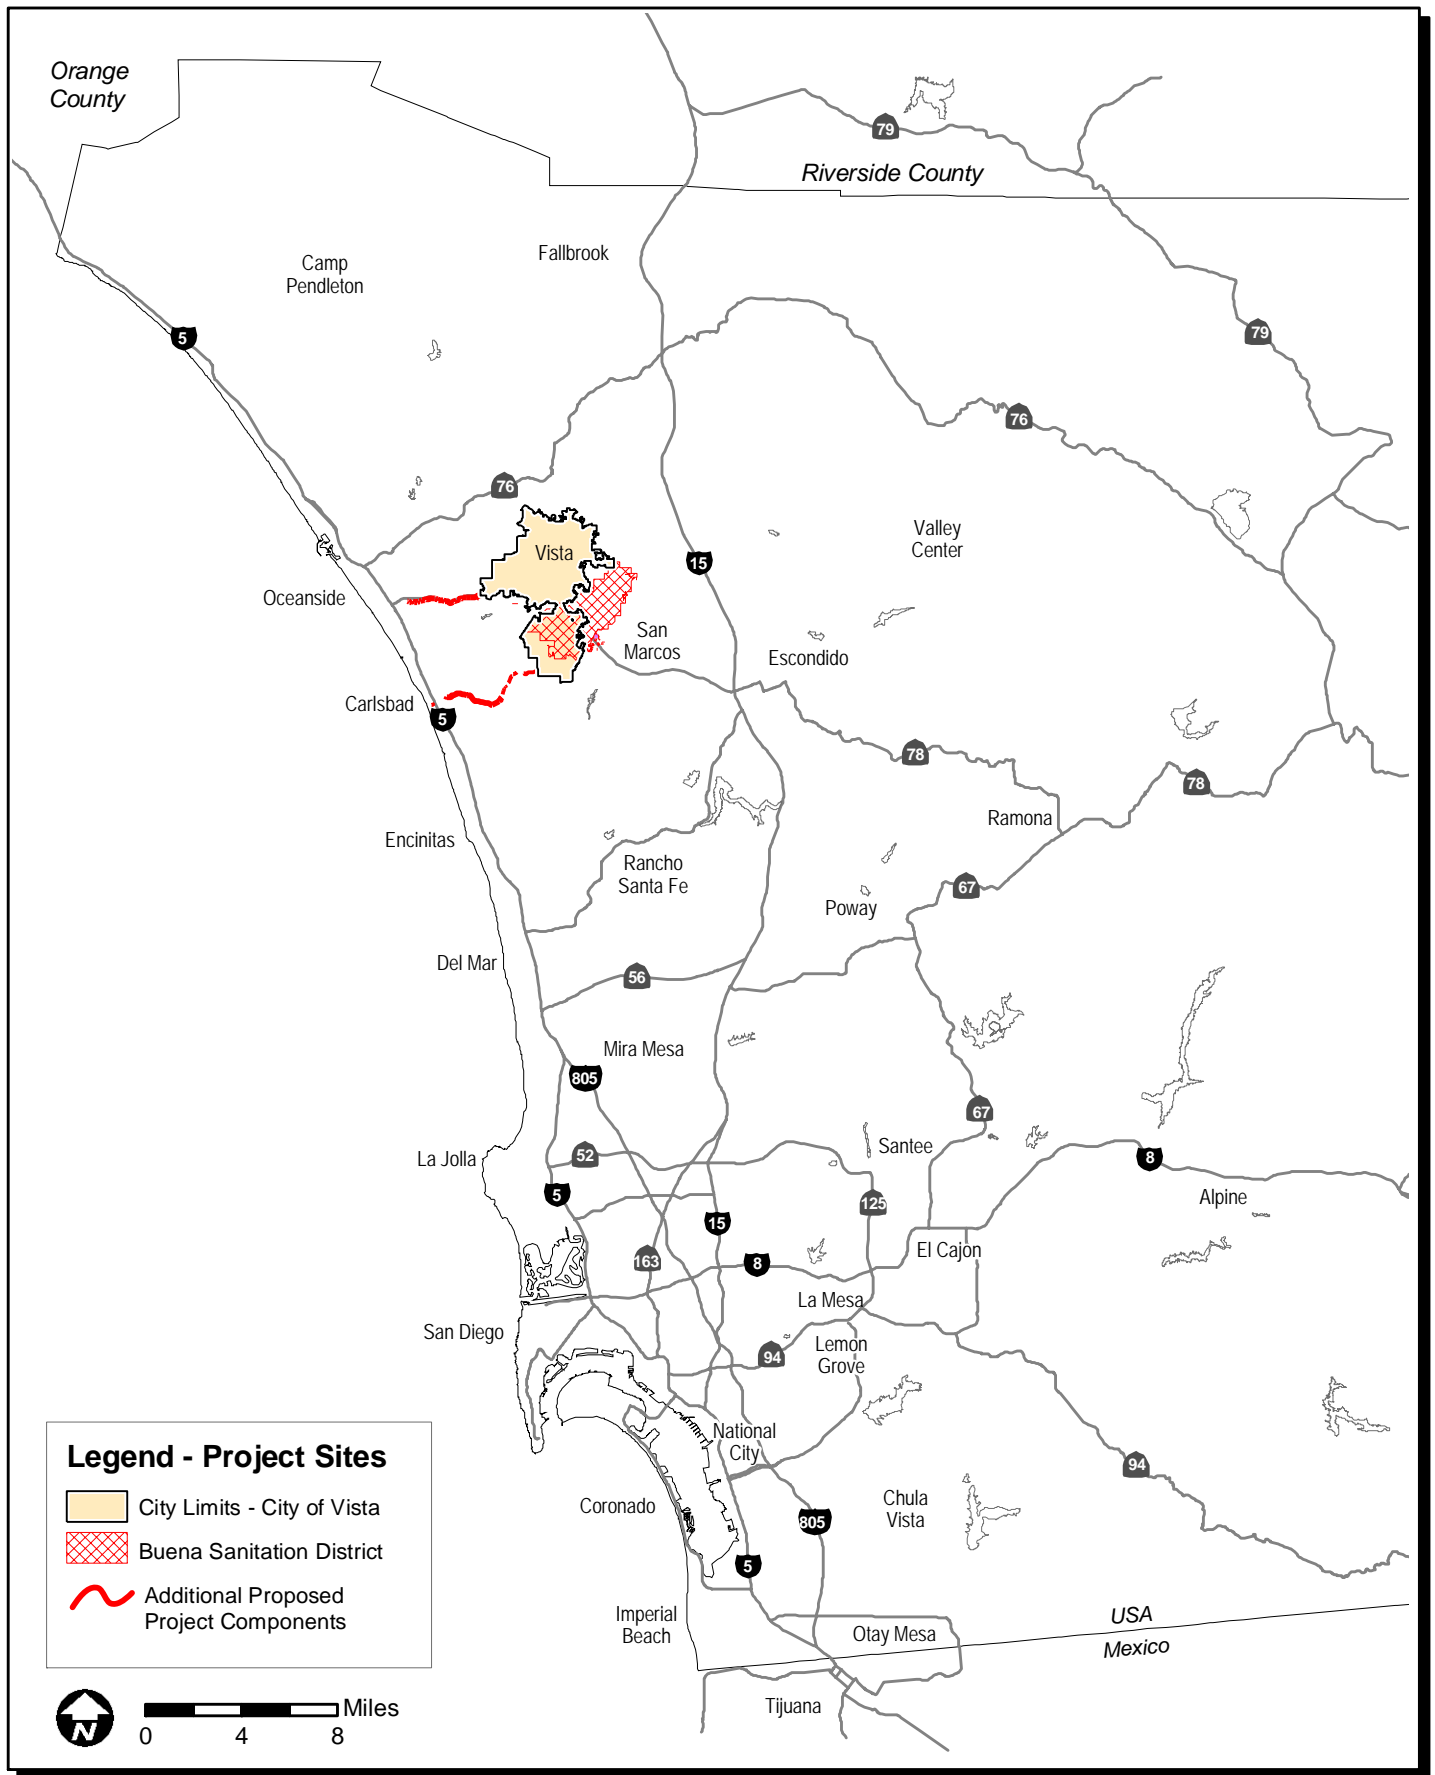 Orange
County
79
Riverside County
Fallbrook
Camp
Pendleton
5
79
76
76
Valley
Center
Vista
15
Oceanside
San
Marcos
Escondido
Carlsbad
5
78
78
Ramona
Encinitas
Rancho
Santa Fe
67
Poway
Del Mar
56
Mira Mesa
805
67
Santee
La Jolla
52
8
5
Alpine
125
15
El Cajon
163
8
La Mesa
San Diego
Lemon
Grove
94
National
City
94
Coronado
Chula
Vista
805
5
Imperial
Beach
Otay Mesa
USA
Mexico
Tijuana
Legend - Project Sites
City Limits - City of Vista
Buena Sanitation District
Additional Proposed
Project Components
N
Miles
0 4 8